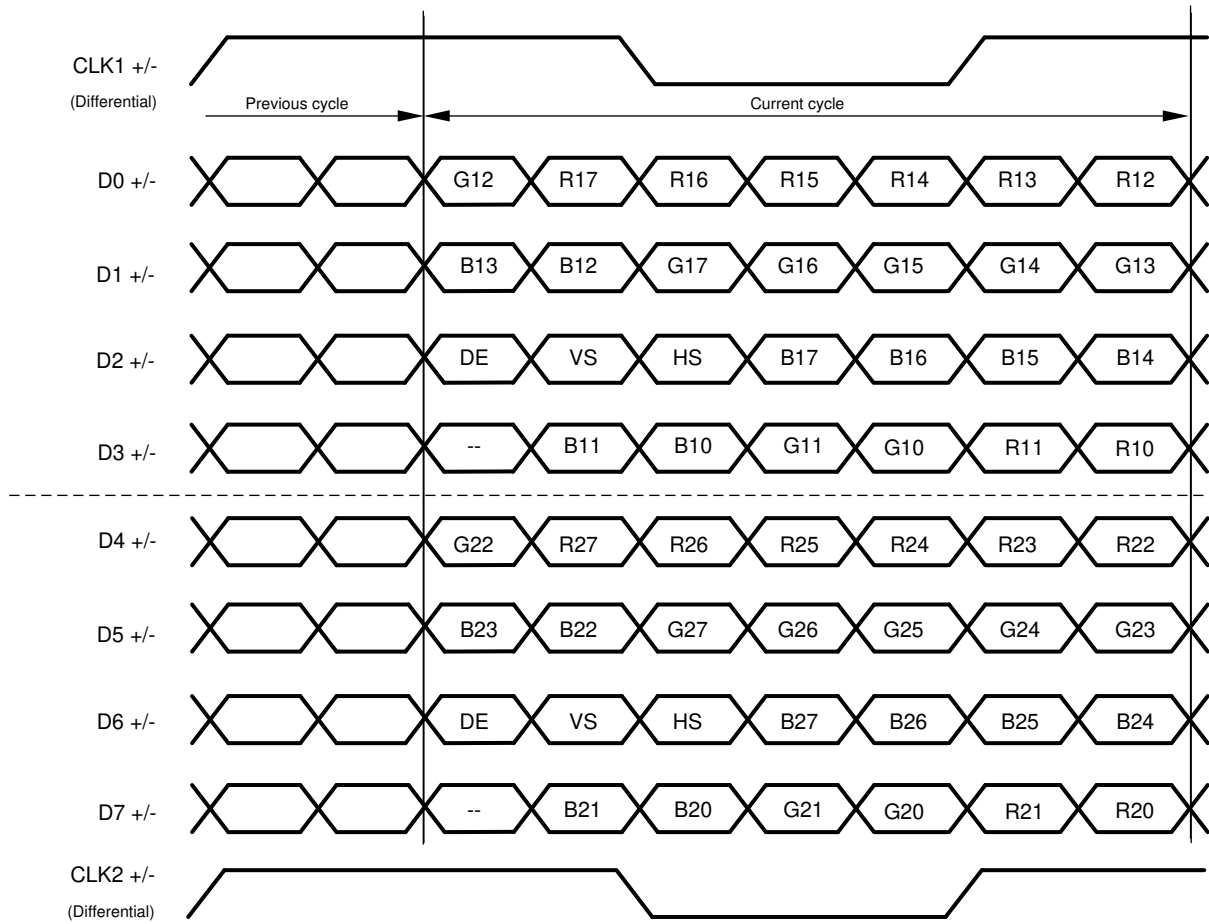 CLK1 +/-
(Differential)
Previous cycle Current cycle
D0 +/- G12 R17 R16 R15 R14 R13 R12
D1 +/- B13 B12 G17 G16 G15 G14 G13
D2 +/- DE VS HS B17 B16 B15 B14
D3 +/- -- B11 B10 G11 G10 R11 R10
D4 +/- G22 R27 R26 R25 R24 R23 R22
D5 +/- B23 B22 G27 G26 G25 G24 G23
D6 +/- DE VS HS B27 B26 B25 B24
D7 +/- -- B21 B20 G21 G20 R21 R20
CLK2 +/-
(Differential)